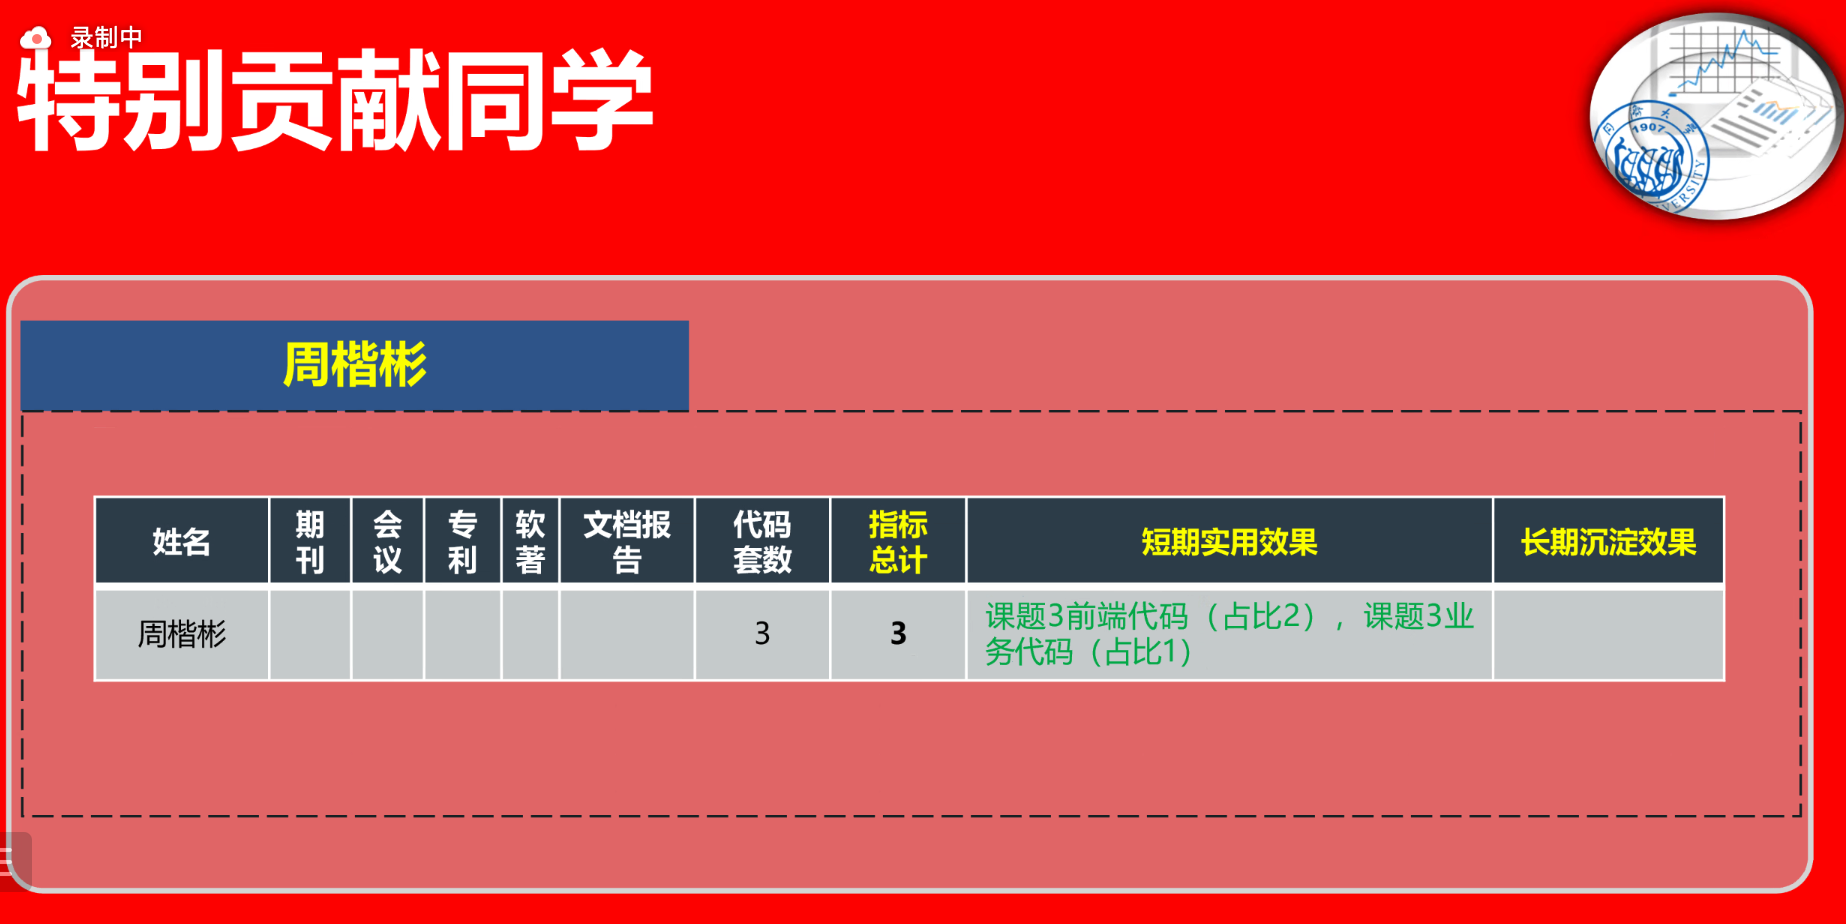 录制中
特别贡献同学
1907
周楷彬
姓名
期刊
会议
专利
软著
文档报告
代码套数
指标总计
短期实用效果
长期沉淀效果
周楷彬
3
3
课题3前端代码（占比2），课题3业
务代码（占比1）